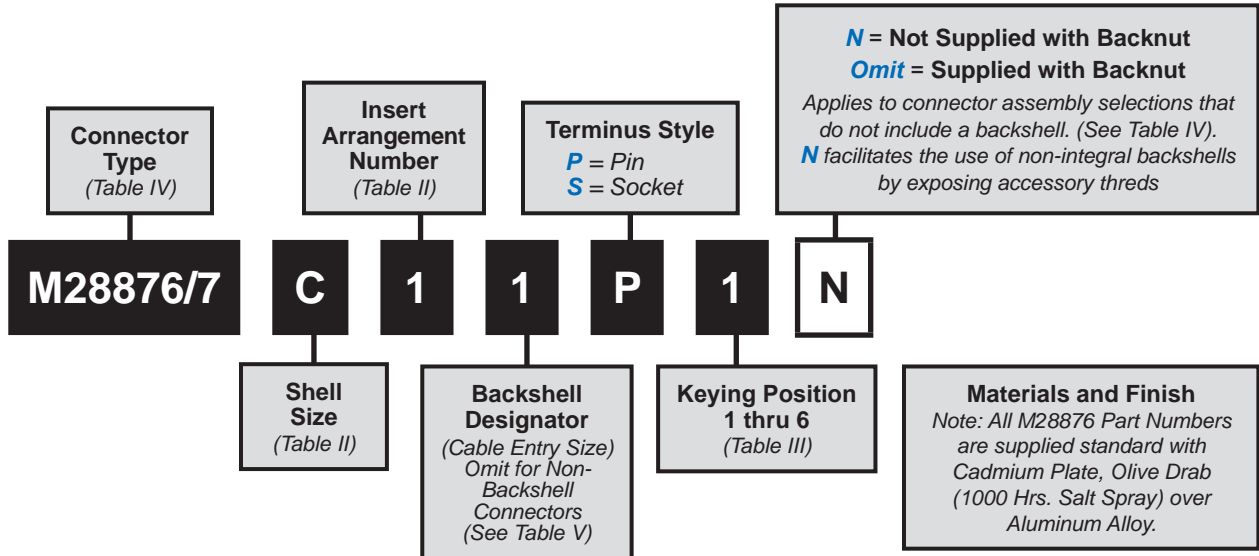 N = Not Supplied with Backnut
Omit = Supplied with Backnut
Applies to connector assembly selections that
do not include a backshell. (See Table IV).
N facilitates the use of non-integral backshells
by exposing accessory threds
Connector
Type
(Table IV)
Insert
Arrangement
Number
(Table II)
Terminus Style
P = Pin
S = Socket
M28876/7 C 1 1 P 1 N
Shell
Size
(Table II)
Backshell
Designator
(Cable Entry Size)
Omit for Non-
Backshell
Connectors
(See Table V)
Keying Position
1 thru 6
(Table III)
Materials and Finish
Note: All M28876 Part Numbers
are supplied standard with
Cadmium Plate, Olive Drab
(1000 Hrs. Salt Spray) over
Aluminum Alloy.